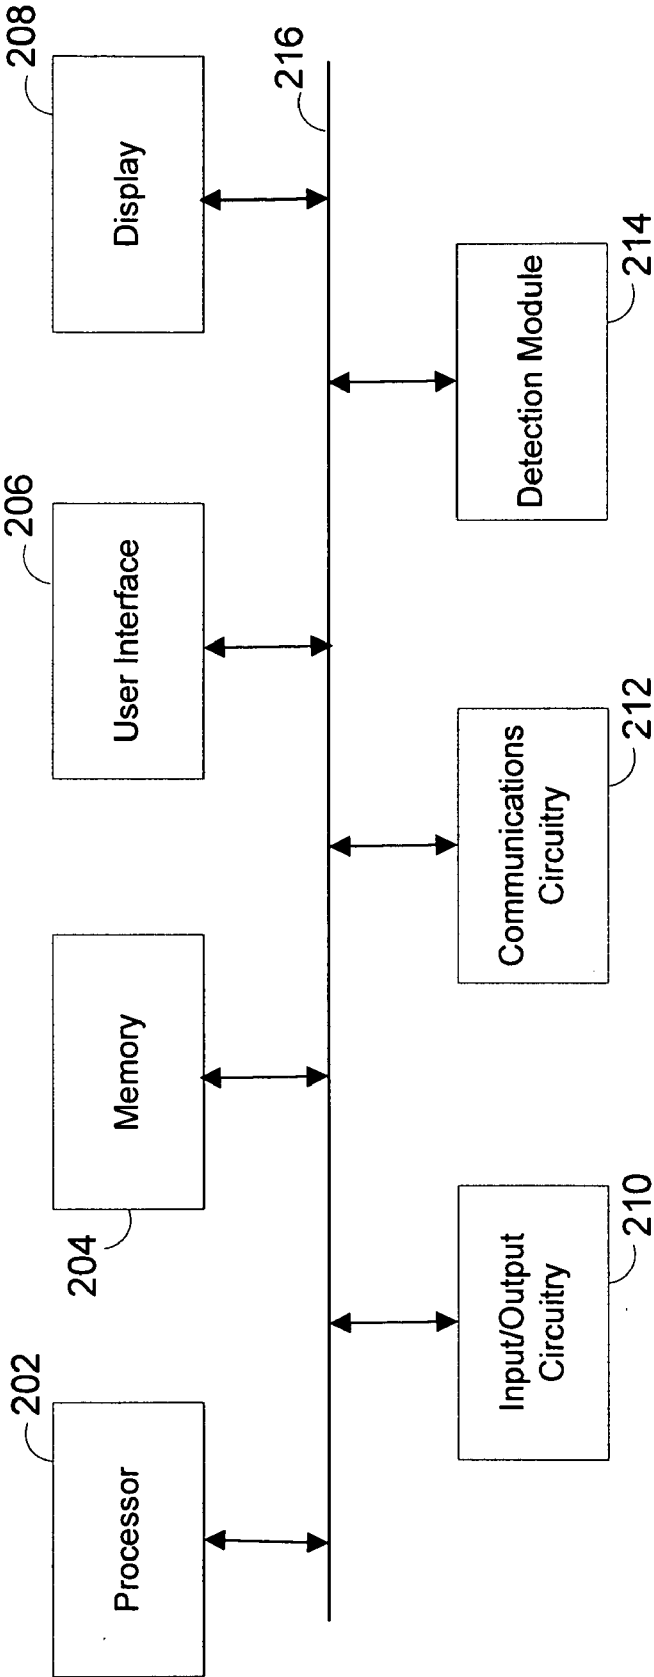 202
Processor
204
Memory
206
User Interface
208
Display
216
210
Input/Output
Circuitry
212
Communications
Circuitry
214
Detection Module